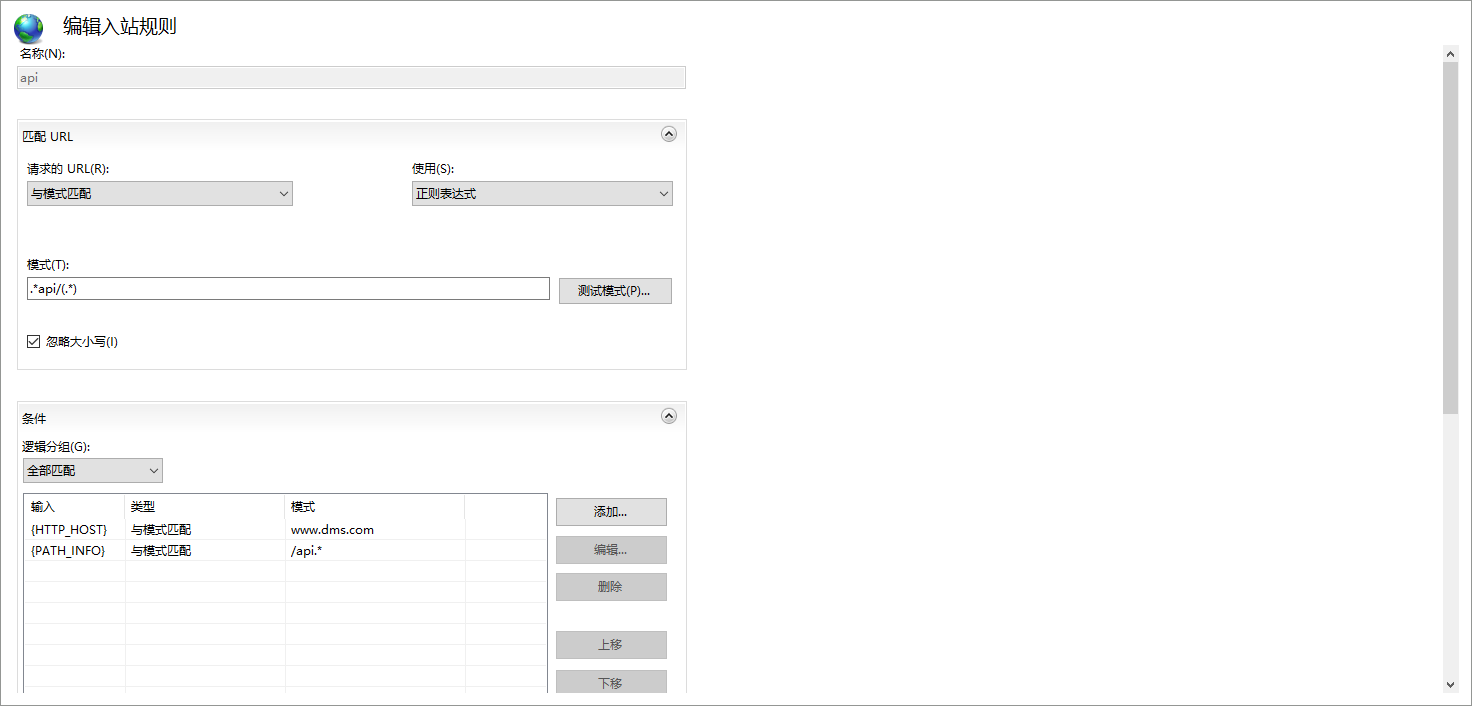 编辑入站规则
名称(N):
api
匹配 URL
请求的 URL(R): 使用(S):
与模式匹配 正则表达式
模式(T):
.*api/(.*) 测试模式(P)...
忽略大小写(I)
条件
逻辑分组(G):
全部匹配
输入 类型 模式
{HTTP_HOST} 与模式匹配 www.dms.com
{PATH_INFO} 与模式匹配 /api.*
添加...
编辑...
删除
上移
下移